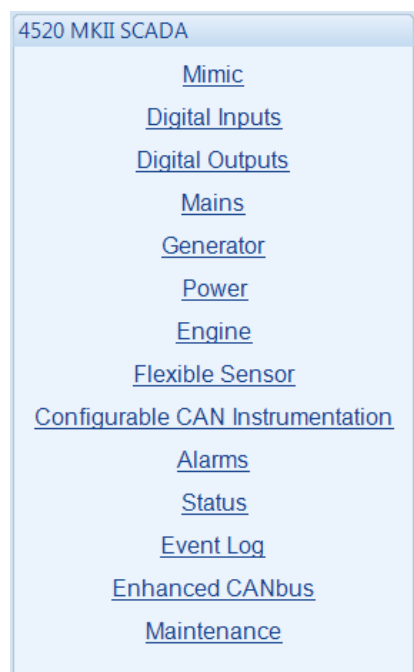 4520 MKII SCADA
Mimic
Digital Inputs
Digital Outputs
Mains
Generator
Power
Engine
Flexible Sensor
Configurable CAN Instrumentation
Alarms
Status
Event Log
Enhanced CANbus
Maintenance